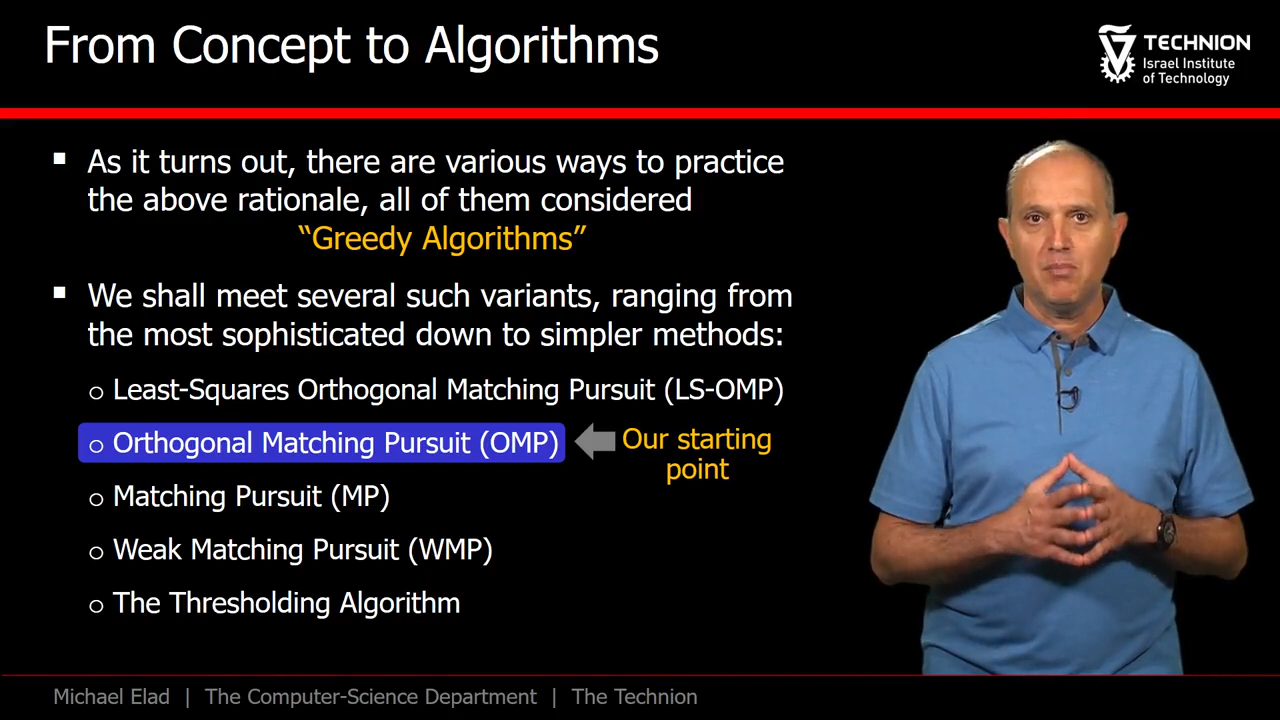 From Concept to Algorithms
TECHNION
Israel Institute
of Technology
▪ As it turns out, there are various ways to practice
the above rationale, all of them considered
“Greedy Algorithms”
▪ We shall meet several such variants, ranging from
the most sophisticated down to simpler methods:
o Least-Squares Orthogonal Matching Pursuit (LS-OMP)
o Orthogonal Matching Pursuit (OMP)
Our starting
point
o Matching Pursuit (MP)
o Weak Matching Pursuit (WMP)
o The Thresholding Algorithm
Michael Elad | The Computer-Science Department | The Technion